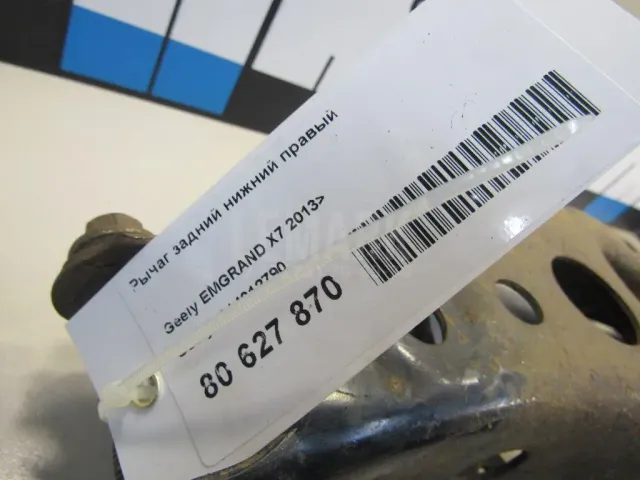 Рычаг задний нижний правый
Geely EMGRAND X7 2013>
80 627 870